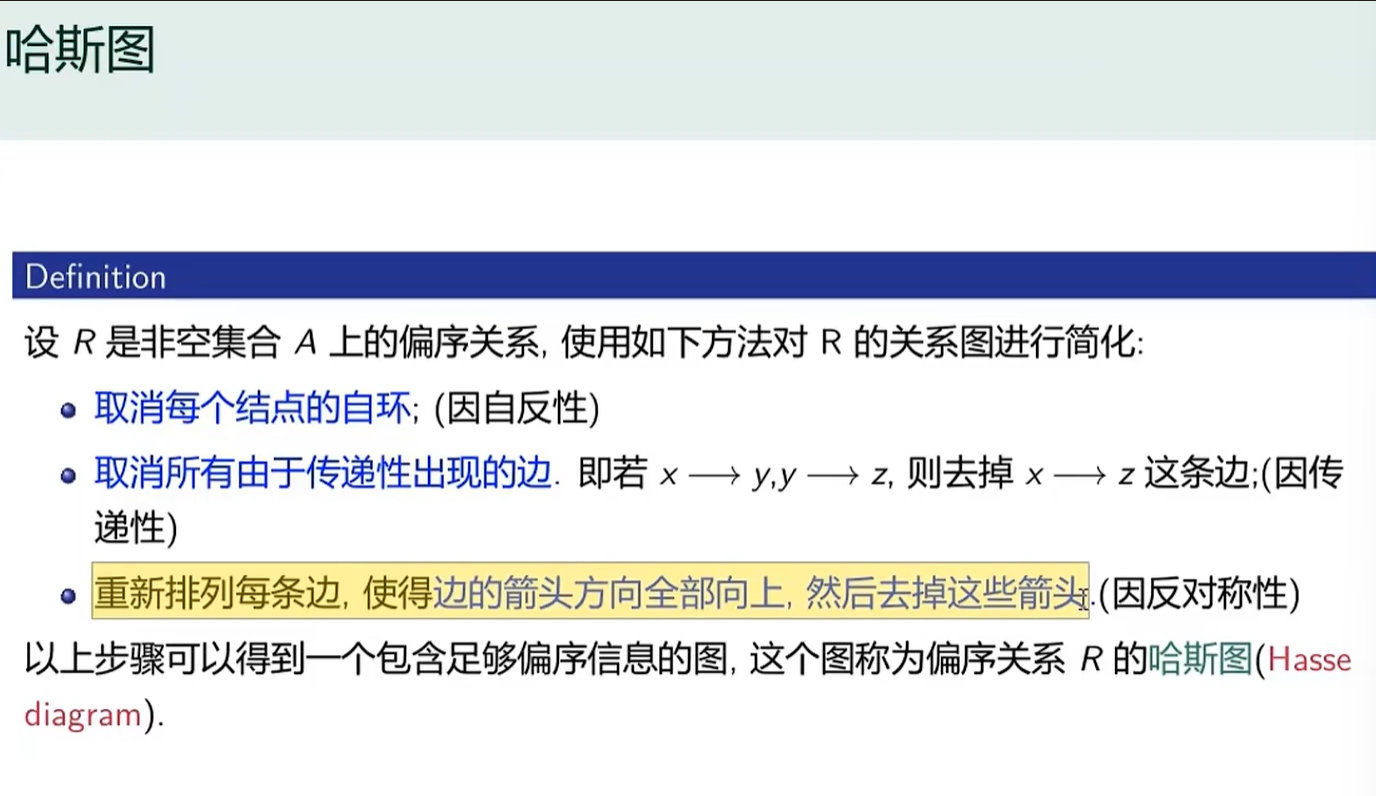 哈斯图
Definition
设 R 是非空集合 A 上的偏序关系, 使用如下方法对 R 的关系图进行简化:
取消每个结点的自环; (因自反性)
取消所有由于传递性出现的边. 即若 x ⟶ y,y ⟶ z, 则去掉 x ⟶ z 这条边;(因传
递性)
重新排列每条边, 使得边的箭头方向全部向上, 然后去掉这些箭头.(因反对称性)
以上步骤可以得到一个包含足够偏序信息的图, 这个图称为偏序关系 R 的哈斯图(Hasse
diagram).